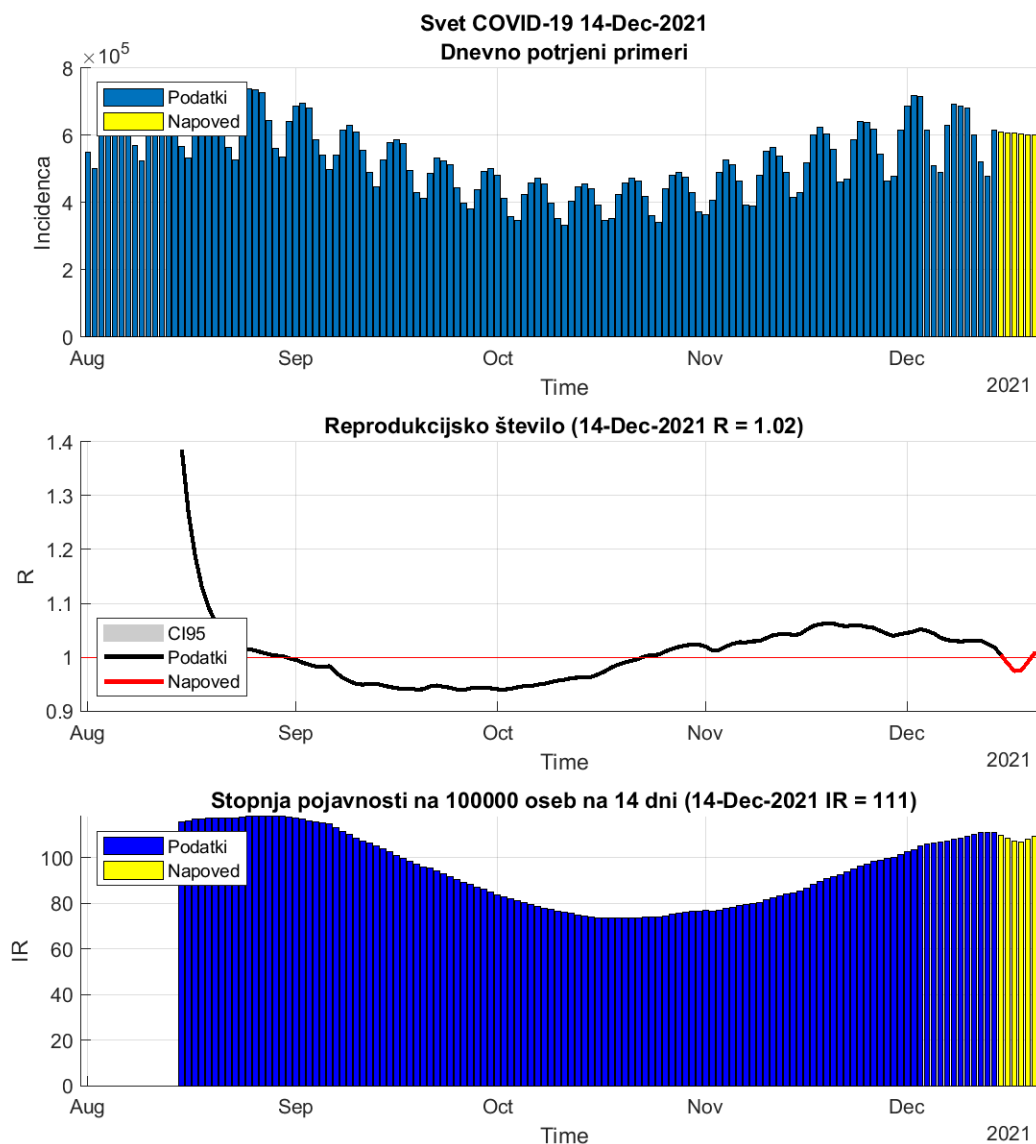 Svet COVID-19 14-Dec-2021
Dnevno potrjeni primeri
×10⁵
8
6
4
2
0
Incidenca
Podatki
Napoved
Aug
Sep
Oct
Nov
Dec
Time
2021
Reprodukcijsko število (14-Dec-2021 R = 1.02)
1.4
1.3
1.2
1.1
1
0.9
R
CI95
Podatki
Napoved
Aug
Sep
Oct
Nov
Dec
Time
2021
Stopnja pojavnosti na 100000 oseb na 14 dni (14-Dec-2021 IR = 111)
100
80
60
40
20
0
IR
Podatki
Napoved
Aug
Sep
Oct
Nov
Dec
Time
2021